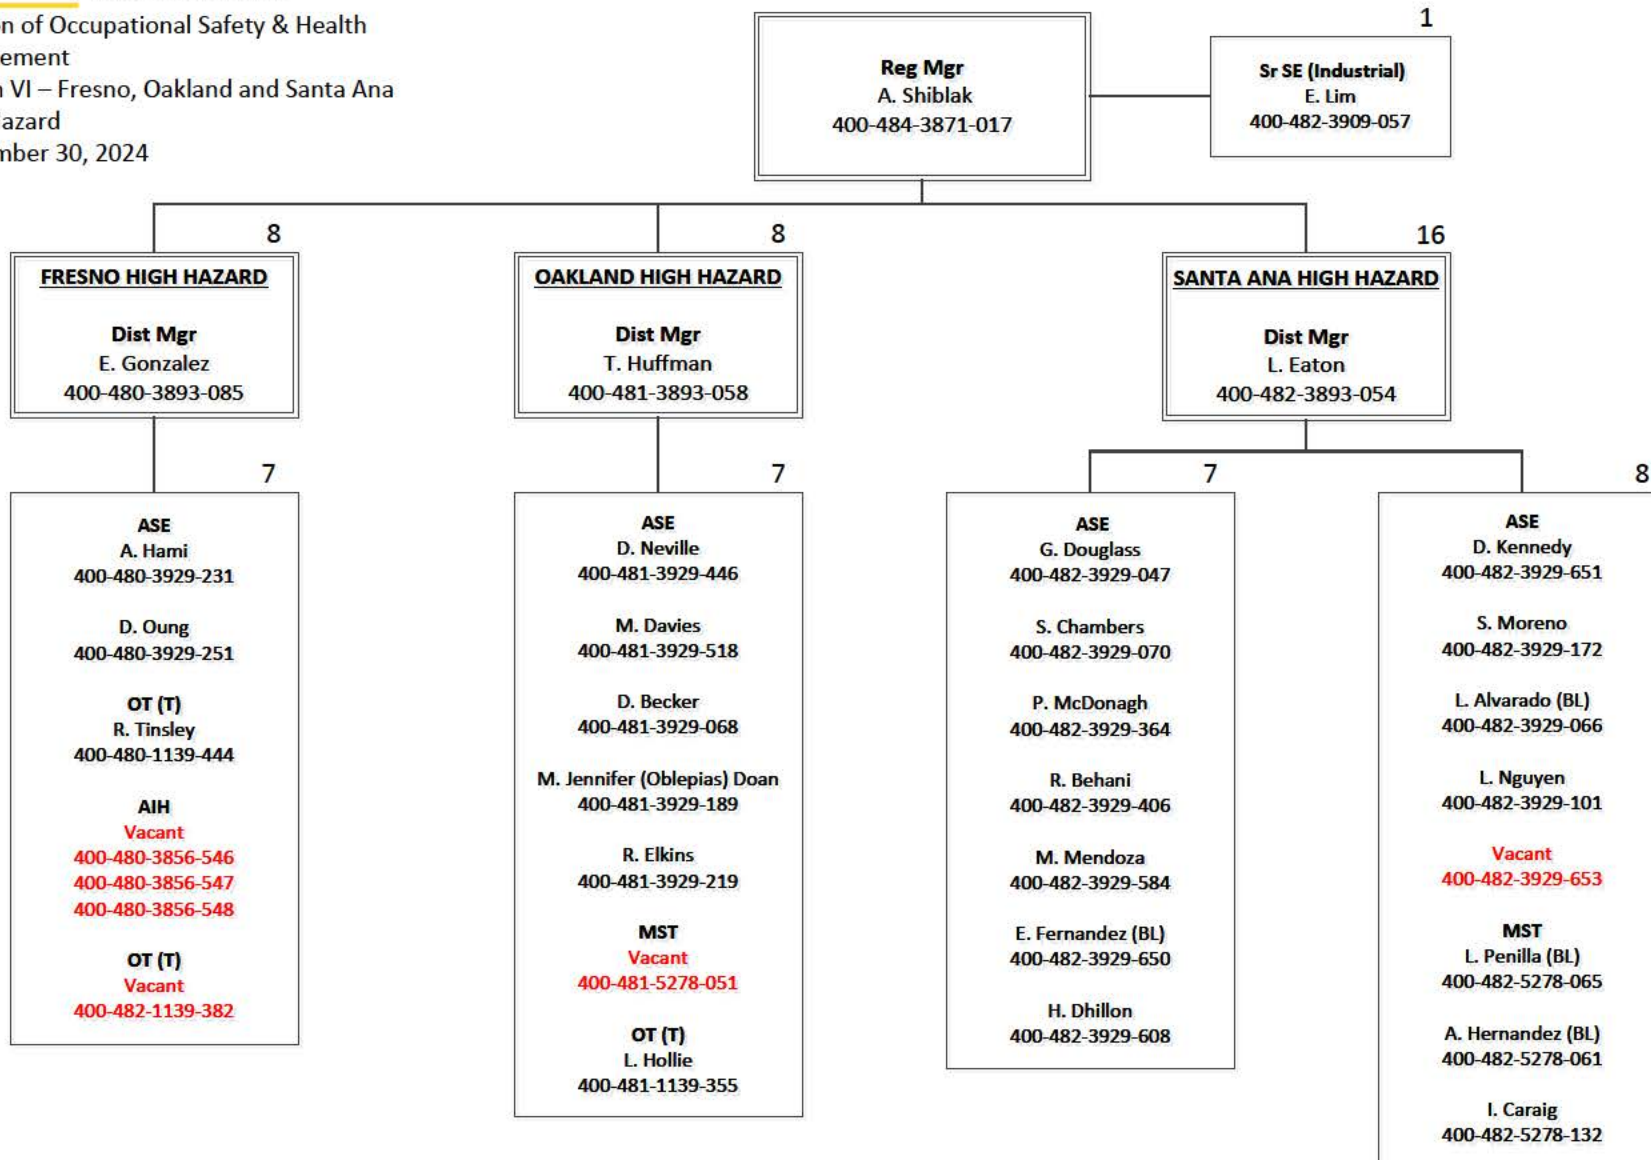 on of Occupational Safety & Health
ement
n VI – Fresno, Oakland and Santa Ana
azard
mber 30, 2024
Reg Mgr
A. Shiblak
400-484-3871-017
1
Sr SE (Industrial)
E. Lim
400-482-3909-057
8
FRESNO HIGH HAZARD
Dist Mgr
E. Gonzalez
400-480-3893-085
8
OAKLAND HIGH HAZARD
Dist Mgr
T. Huffman
400-481-3893-058
16
SANTA ANA HIGH HAZARD
Dist Mgr
L. Eaton
400-482-3893-054
7
ASE
A. Hami
400-480-3929-231
D. Oung
400-480-3929-251
OT (T)
R. Tinsley
400-480-1139-444
AIH
Vacant
400-480-3856-546
400-480-3856-547
400-480-3856-548
OT (T)
Vacant
400-482-1139-382
7
ASE
D. Neville
400-481-3929-446
M. Davies
400-481-3929-518
D. Becker
400-481-3929-068
M. Jennifer (Oblepias) Doan
400-481-3929-189
R. Elkins
400-481-3929-219
MST
Vacant
400-481-5278-051
OT (T)
L. Hollie
400-481-1139-355
7
ASE
G. Douglass
400-482-3929-047
S. Chambers
400-482-3929-070
P. McDonagh
400-482-3929-364
R. Behani
400-482-3929-406
M. Mendoza
400-482-3929-584
E. Fernandez (BL)
400-482-3929-650
H. Dhillon
400-482-3929-608
8
ASE
D. Kennedy
400-482-3929-651
S. Moreno
400-482-3929-172
L. Alvarado (BL)
400-482-3929-066
L. Nguyen
400-482-3929-101
Vacant
400-482-3929-653
MST
L. Penilla (BL)
400-482-5278-065
A. Hernandez (BL)
400-482-5278-061
I. Caraig
400-482-5278-132